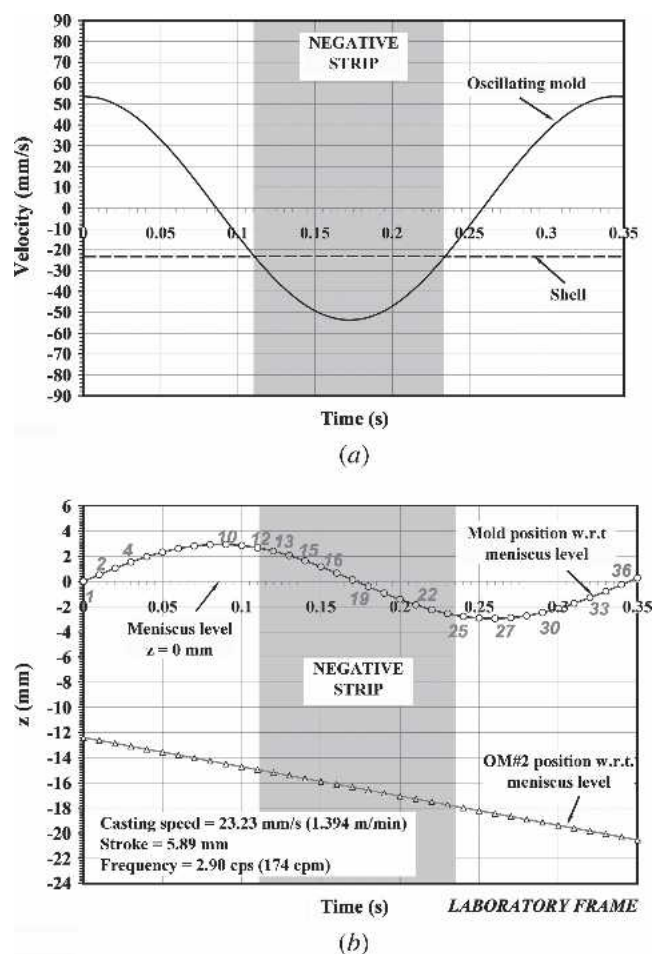 90
80
70
60
50
40
30
20
10
0
-10
-20
-30
-40
-50
-60
-70
-80
-90
Velocity (mm/s)
NEGATIVE
STRIP
Oscillating mold
0 0.05 0.1 0.15 0.2 0.25 0.3 0.35
Shell
Time (s)
(a)
6
4
2
0
-2
-4
-6
-8
-10
-12
-14
-16
-18
-20
-22
-24
z (mm)
1 2 4 10 12 13 15 16 19 22 25 27 30 33 36
Mold position w.r.t
meniscus level
0 0.05 0.1 0.15 0.2 0.25 0.3 0.35
Meniscus level
z = 0 mm
NEGATIVE
STRIP
OM#2 position w.r.t.
meniscus level
Casting speed = 23.23 mm/s (1.394 m/min)
Stroke = 5.89 mm
Frequency = 2.90 cps (174 cpm)
Time (s)
LABORATORY FRAME
(b)